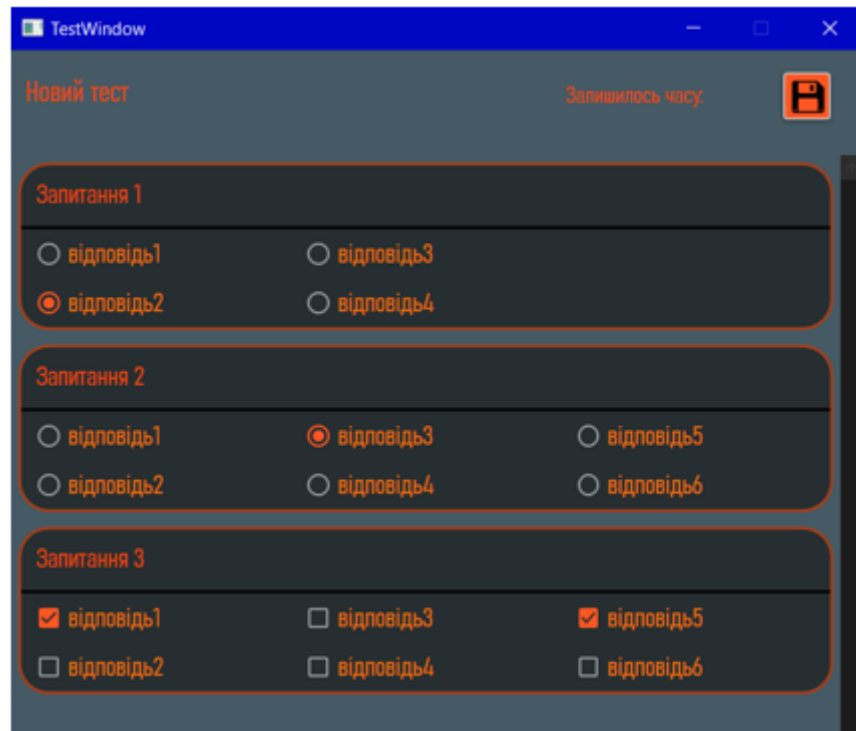 TestWindow
Новий тест
Залишилось часу:
Запитання 1
відповідь1 відповідь3
відповідь2 відповідь4
Запитання 2
відповідь1 відповідь3 відповідь5
відповідь2 відповідь4 відповідь6
Запитання 3
відповідь1 відповідь3 відповідь5
відповідь2 відповідь4 відповідь6